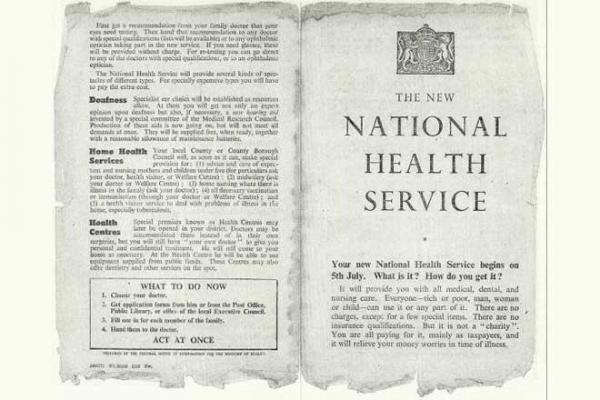 First get a recommendation from your family doctor that your
eyes need testing. Then hand that recommendation to any doctor
with special qualifications (lists will be available) or to any ophthalmic
optician taking part in the new service. If you need glasses, these
will be provided without charge. For re-testing you can go direct
to any of the doctors with special qualifications, or to an ophthalmic
optician.
The National Health Service will provide several kinds of spec-
tacles of different types. For specially expensive types you will have
to pay the extra cost.
Deafness Specialist ear clinics will be established as resources
allow. At them you will get not only an expert
opinion upon deafness but also, if necessary, a new hearing aid
invented by a special committee of the Medical Research Council.
Production of these aids is now going on, but will not meet all
demands at once. They will be supplied free, when ready, together
with a reasonable allowance of maintenance batteries.
Home Health Your local County or County Borough
Services Council will, as soon as it can, make special
provision for: (1) advice and care of expec-
tant and nursing mothers and children under five (for particulars ask
your doctor, health visitor, or Welfare Centre); (2) midwifery (ask
your doctor or Welfare Centre); (3) home nursing where there is
illness in the family (ask your doctor); (4) all necessary vaccination
or immunisation (through your doctor or Welfare Centre); and
(5) a health visitor service to deal with problems of illness in the
home, especially tuberculosis.
Health Special premises known as Health Centres may
Centres later be opened in your district. Doctors may be
accommodated there instead of in their own
surgeries, but you will still have "your own doctor" to give you
personal and confidential treatment. He will still come to your
home as necessary. At the Health Centre he will be able to use
equipment supplied from public funds. These Centres may also
offer dentistry and other services on the spot.
WHAT TO DO NOW
1. Choose your doctor.
2. Get application forms from him or from the Post Office,
Public Library, or office of the local Executive Council.
3. Fill one in for each member of the family.
4. Hand them to the doctor.
ACT AT ONCE
PREPARED BY THE CENTRAL OFFICE OF INFORMATION FOR THE MINISTRY OF HEALTH
THE NEW
NATIONAL
HEALTH
SERVICE
Your new National Health Service begins on
5th July. What is it? How do you get it?
It will provide you with all medical, dental, and
nursing care. Everyone—rich or poor, man, woman
or child—can use it or any part of it. There are no
charges, except for a few special items. There are no
insurance qualifications. But it is not a "charity".
You are all paying for it, mainly as taxpayers, and
it will relieve your money worries in time of illness.